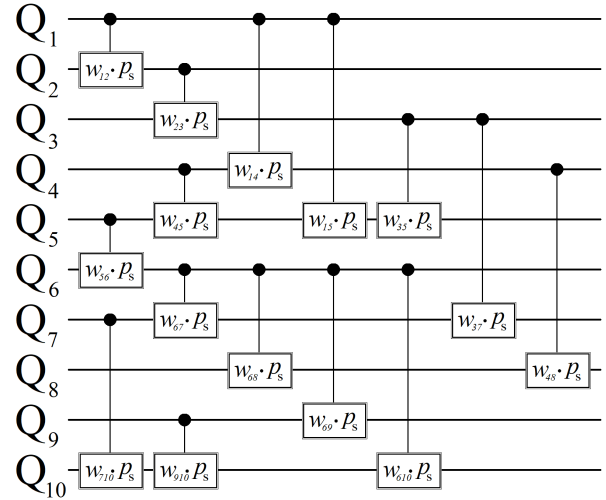 Q1
w12·ps
Q2
Q3
w23·ps
Q4
w14·ps
Q5
w45·ps w15·ps w35·ps
Q6
w56·ps
Q7
w67·ps w37·ps
Q8
w68·ps w48·ps
Q9
w69·ps
Q10
w710·ps w910·ps w610·ps